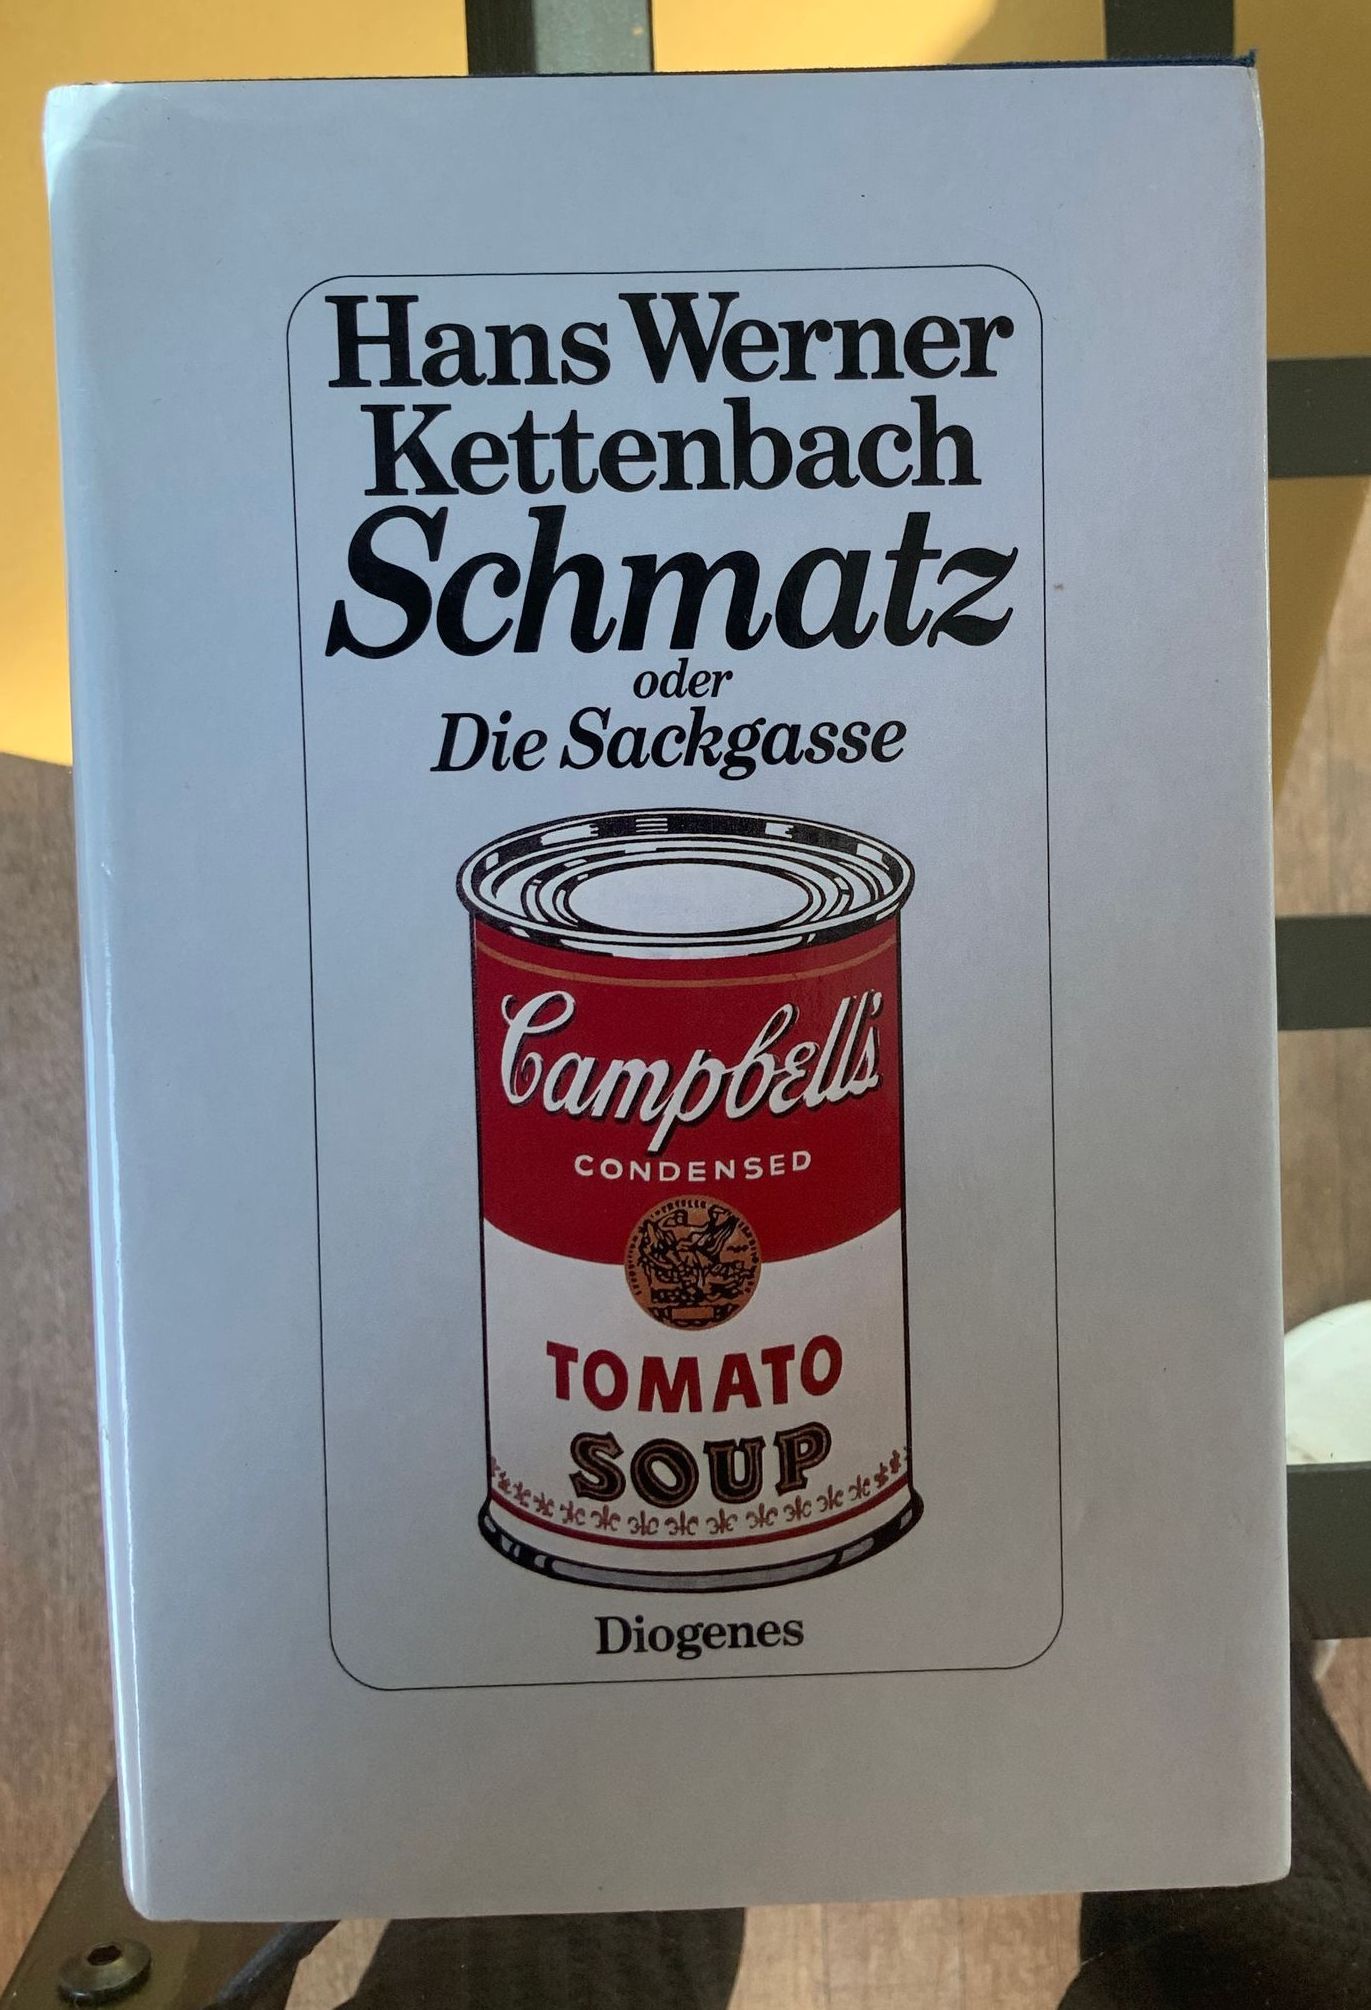 Hans Werner
Kettenbach
Schmatz
oder
Die Sackgasse
Campbell's
CONDENSED
TOMATO
SOUP
Diogenes